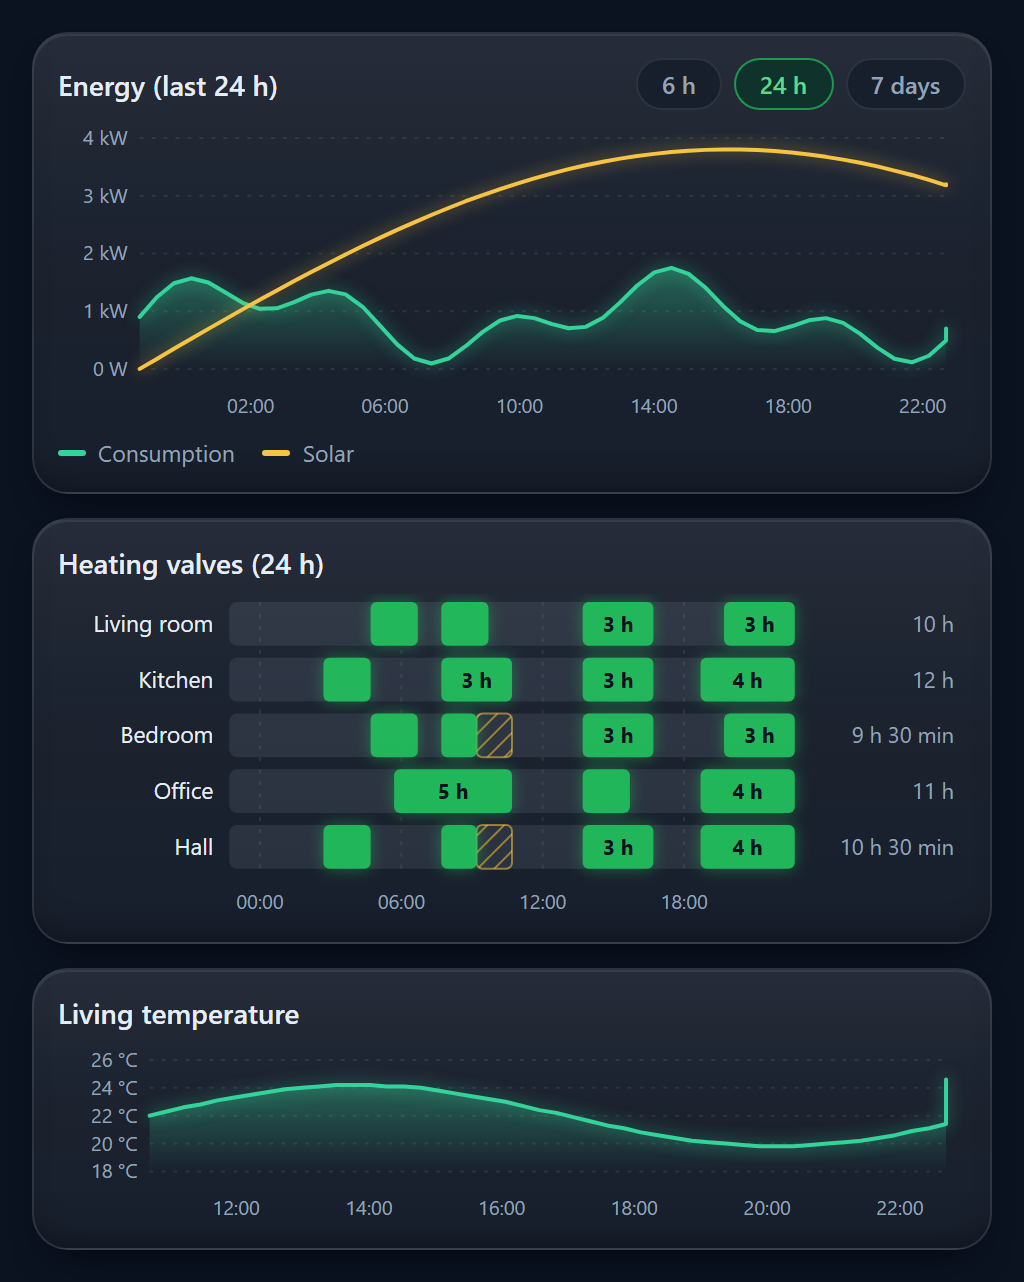 Energy (last 24 h)
6 h
24 h
7 days
4 kW
3 kW
2 kW
1 kW
0 W
02:00 06:00 10:00 14:00 18:00 22:00
Consumption Solar
Heating valves (24 h)
Living room 3 h 3 h 10 h
Kitchen 3 h 3 h 4 h 12 h
Bedroom 3 h 3 h 9 h 30 min
Office 5 h 4 h 11 h
Hall 3 h 4 h 10 h 30 min
00:00 06:00 12:00 18:00
Living temperature
26 °C
24 °C
22 °C
20 °C
18 °C
12:00 14:00 16:00 18:00 20:00 22:00